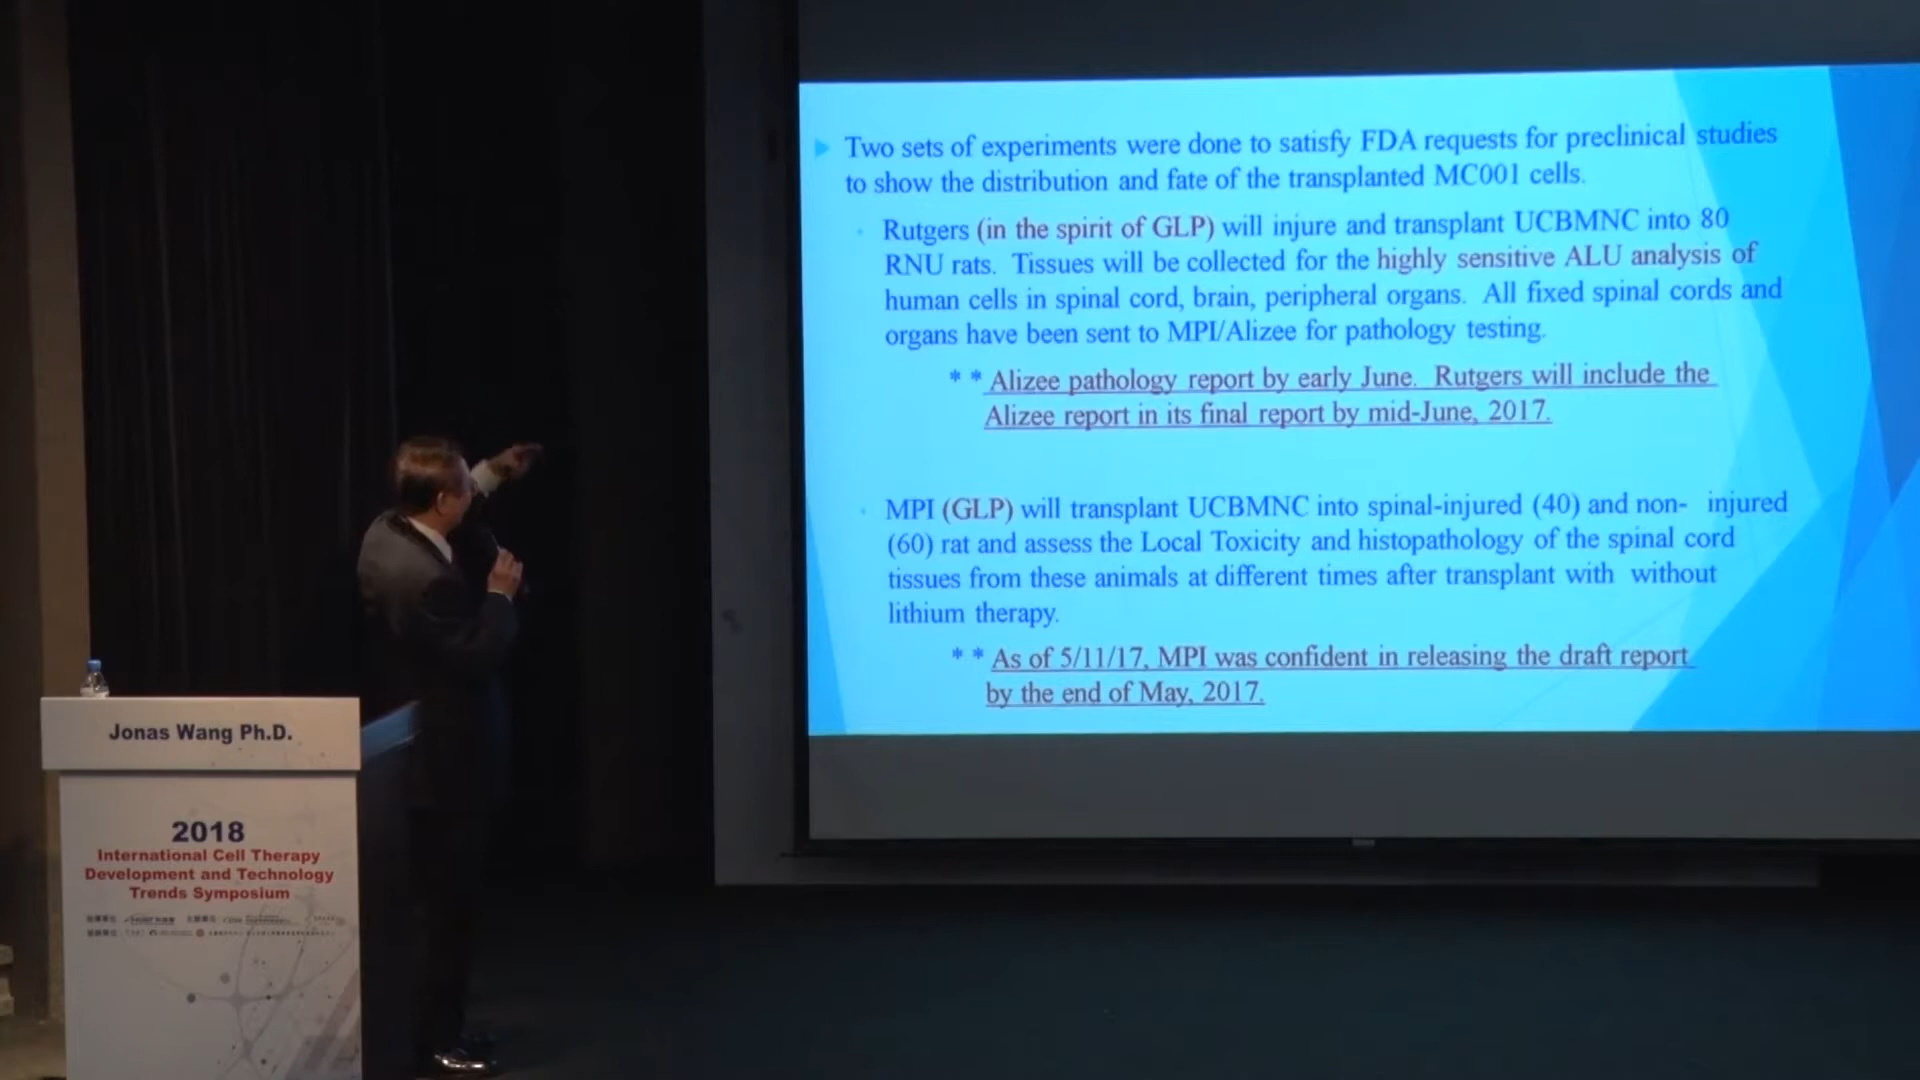 Two sets of experiments were done to satisfy FDA requests for preclinical studies
to show the distribution and fate of the transplanted MC001 cells.
Rutgers (in the spirit of GLP) will injure and transplant UCBMNC into 80
RNU rats. Tissues will be collected for the highly sensitive ALU analysis of
human cells in spinal cord, brain, peripheral organs. All fixed spinal cords and
organs have been sent to MPI/Alizee for pathology testing.
* * Alizee pathology report by early June. Rutgers will include the
Alizee report in its final report by mid-June, 2017.
MPI (GLP) will transplant UCBMNC into spinal-injured (40) and non- injured
(60) rat and assess the Local Toxicity and histopathology of the spinal cord
tissues from these animals at different times after transplant with without
lithium therapy.
* * As of 5/11/17, MPI was confident in releasing the draft report
by the end of May, 2017.
Jonas Wang Ph.D.
2018
International Cell Therapy
Development and Technology
Trends Symposium